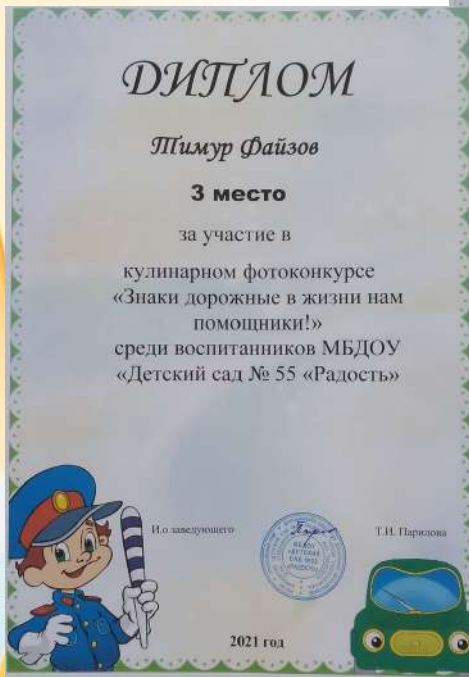 ДИПЛОМ
Тимур Файзов
3 место
за участие в
кулинарном фотоконкурсе
«Знаки дорожные в жизни нам
помощники!»
среди воспитанников МБДОУ
«Детский сад № 55 «Радость»
И.о заведующего
Т.И. Парилова
2021 год